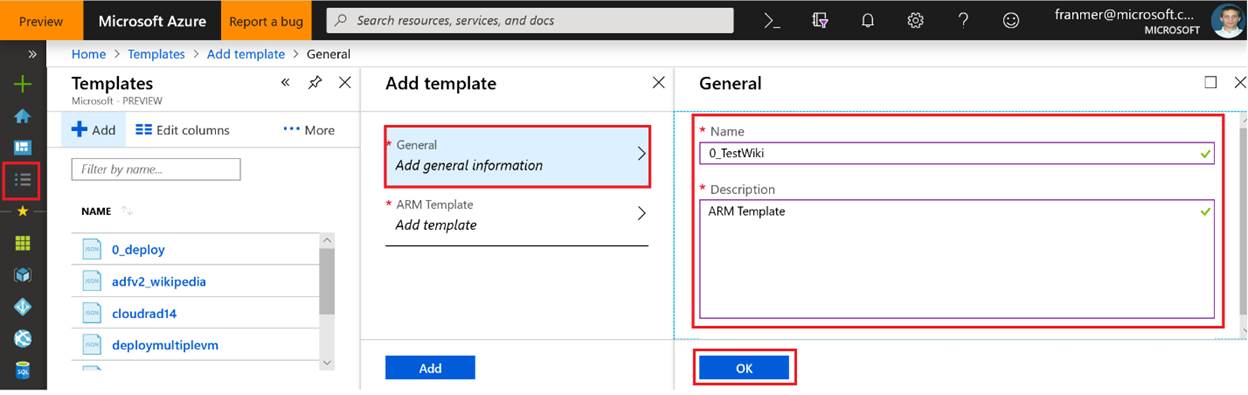 Preview
Microsoft Azure
Report a bug
Search resources, services, and docs
franmer@microsoft.c...
MICROSOFT
Home > Templates > Add template > General
Templates
Microsoft - PREVIEW
Add
Edit columns
More
Filter by name...
NAME
0_deploy
adfv2_wikipedia
cloudrad14
deploymultiplevm
Add template
* General
Add general information
* ARM Template
Add template
Add
General
* Name
0_TestWiki
* Description
ARM Template
OK